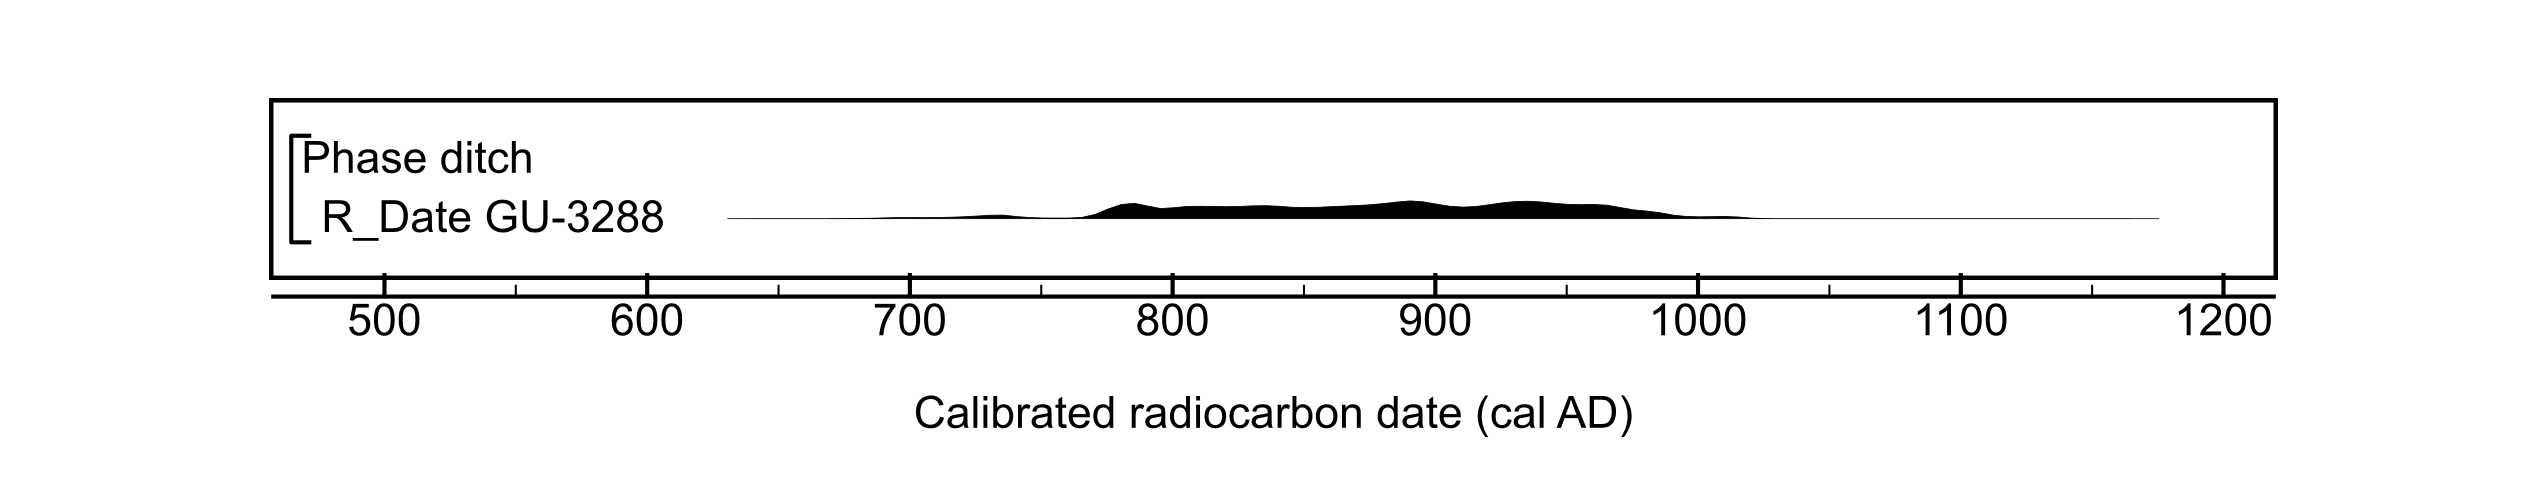 Phase ditch
R_Date GU-3288
500 600 700 800 900 1000 1100 1200
Calibrated radiocarbon date (cal AD)